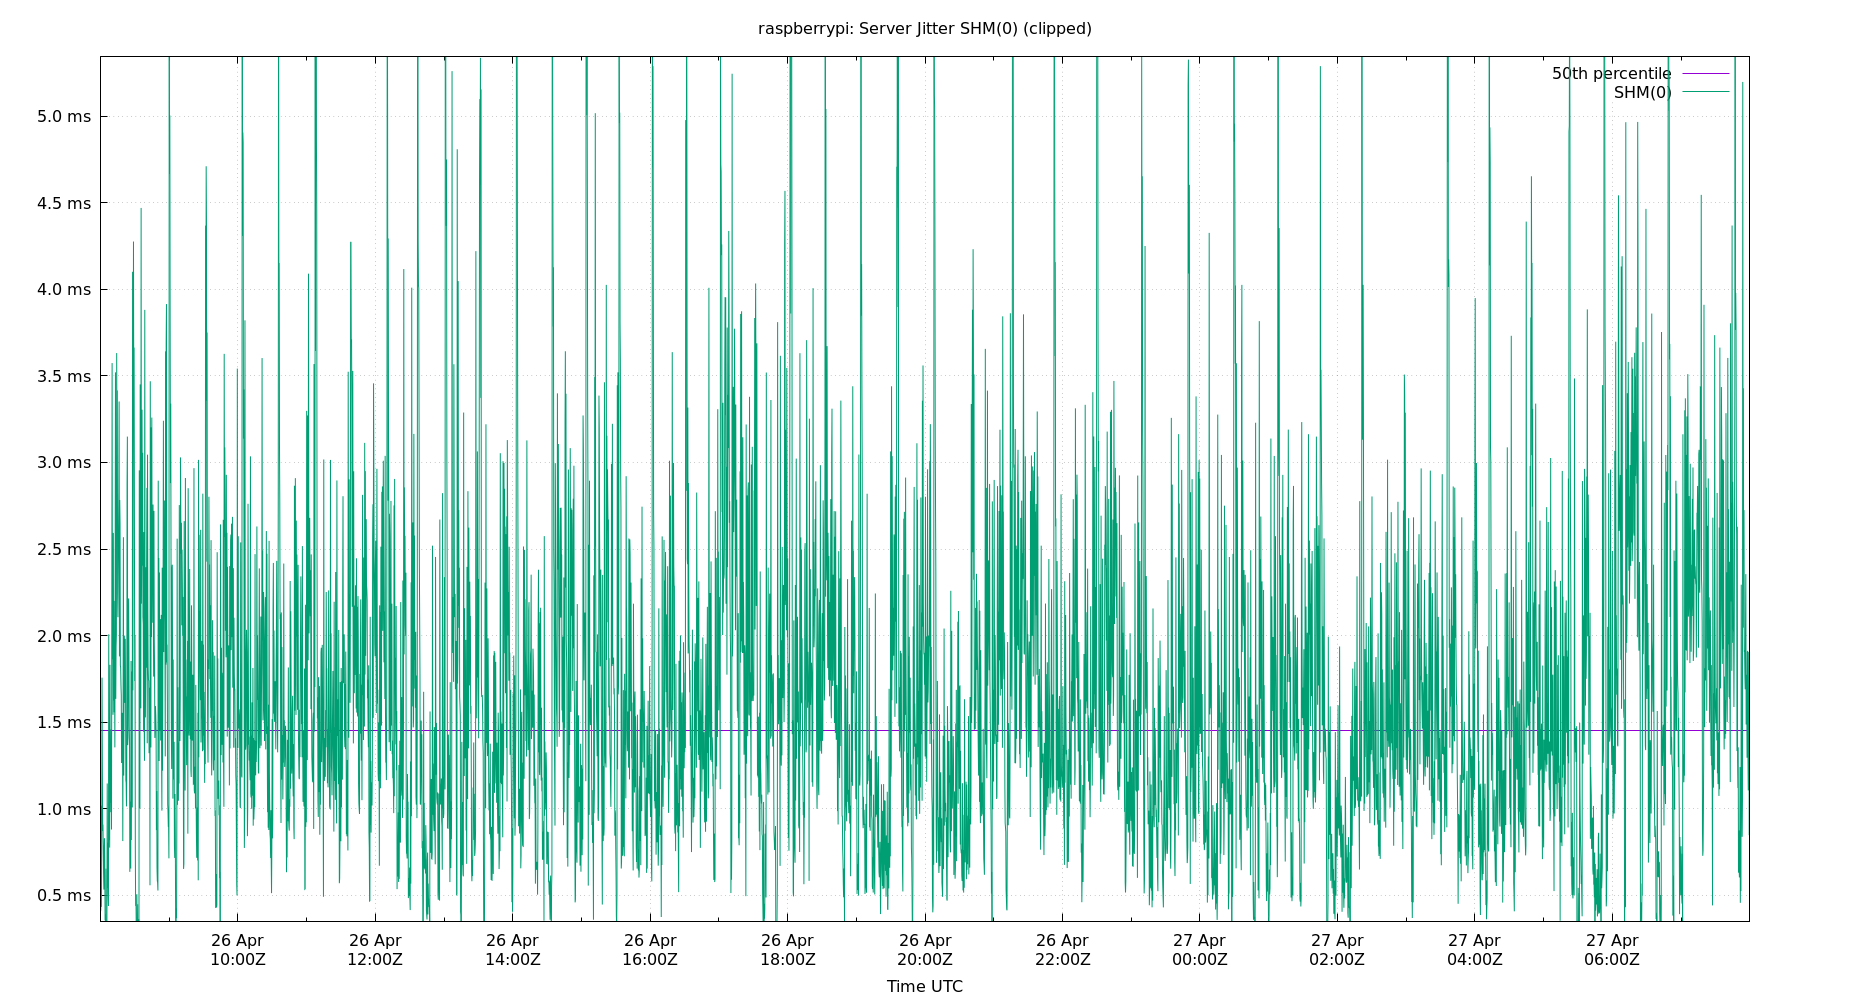 raspberrypi: Server Jitter SHM(0) (clipped)
50th percentile
SHM(0)
5.0 ms
4.5 ms
4.0 ms
3.5 ms
3.0 ms
2.5 ms
2.0 ms
1.5 ms
1.0 ms
0.5 ms
26 Apr 26 Apr 26 Apr 26 Apr 26 Apr 26 Apr 26 Apr 27 Apr 27 Apr 27 Apr 27 Apr
10:00Z 12:00Z 14:00Z 16:00Z 18:00Z 20:00Z 22:00Z 00:00Z 02:00Z 04:00Z 06:00Z
Time UTC